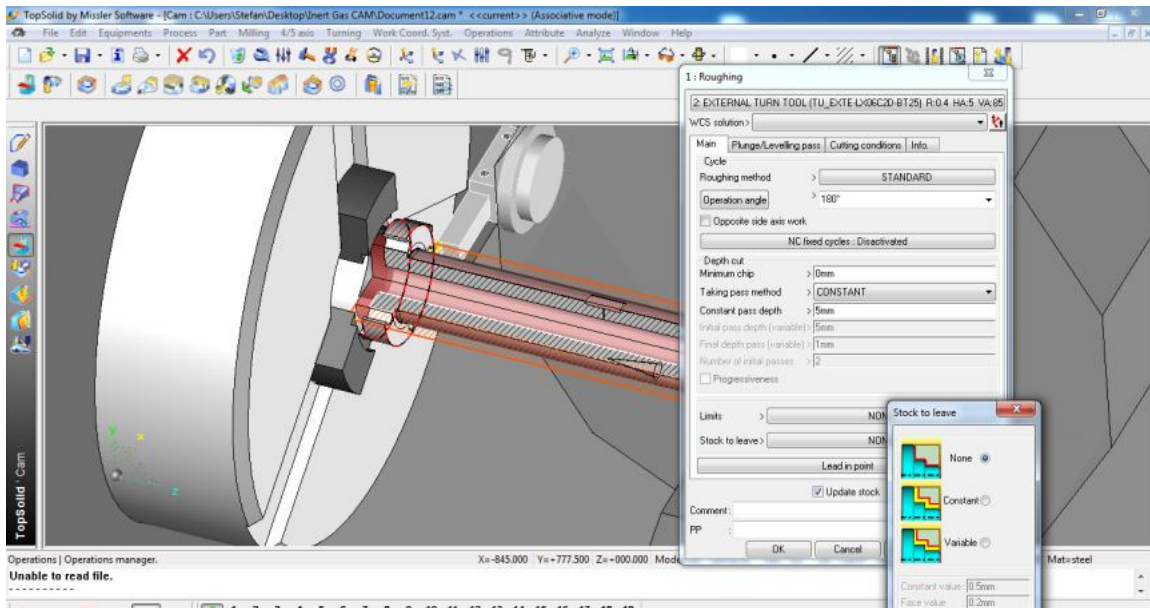 TopSolid by Missler Software - [Cam : C:\Users\Stefan\Desktop\Inert Gas CAM\Document12.cam * <<current>> (Associative mode)]
File Edit Equipments Process Part Milling 4/5 axis Turning Work Coord. Syst. Operations Attribute Analyze Window Help
1 : Roughing
2: EXTERNAL TURN TOOL (TU_EXTE-LX06C20-BT25) R:0.4 HA:5 VA:85
WCS solution >
Main Plunge/Levelling pass Cutting conditions Info.
Cycle
Roughing method > STANDARD
Operation angle > 180°
Opposite side axis work
NC fixed cycles : Disactivated
Depth cut
Minimum chip > 0mm
Taking pass method > CONSTANT
Constant pass depth > 5mm
Initial pass depth (variable) > 5mm
Final depth pass (variable) > 1mm
Number of initial passes > 2
Progressiveness
Limits > NON
Stock to leave > NON
Lead in point
Update stock
Comment :
PP :
OK Cancel
Stock to leave
None
Constant
Variable
Constant value : 0.5mm
Face value 0.2mm
y x
z
TopSolid'Cam
Operations | Operations manager.
X=-845.000 Y=+777.500 Z=+000.000 Mode
Mat=steel
Unable to read file.
----------